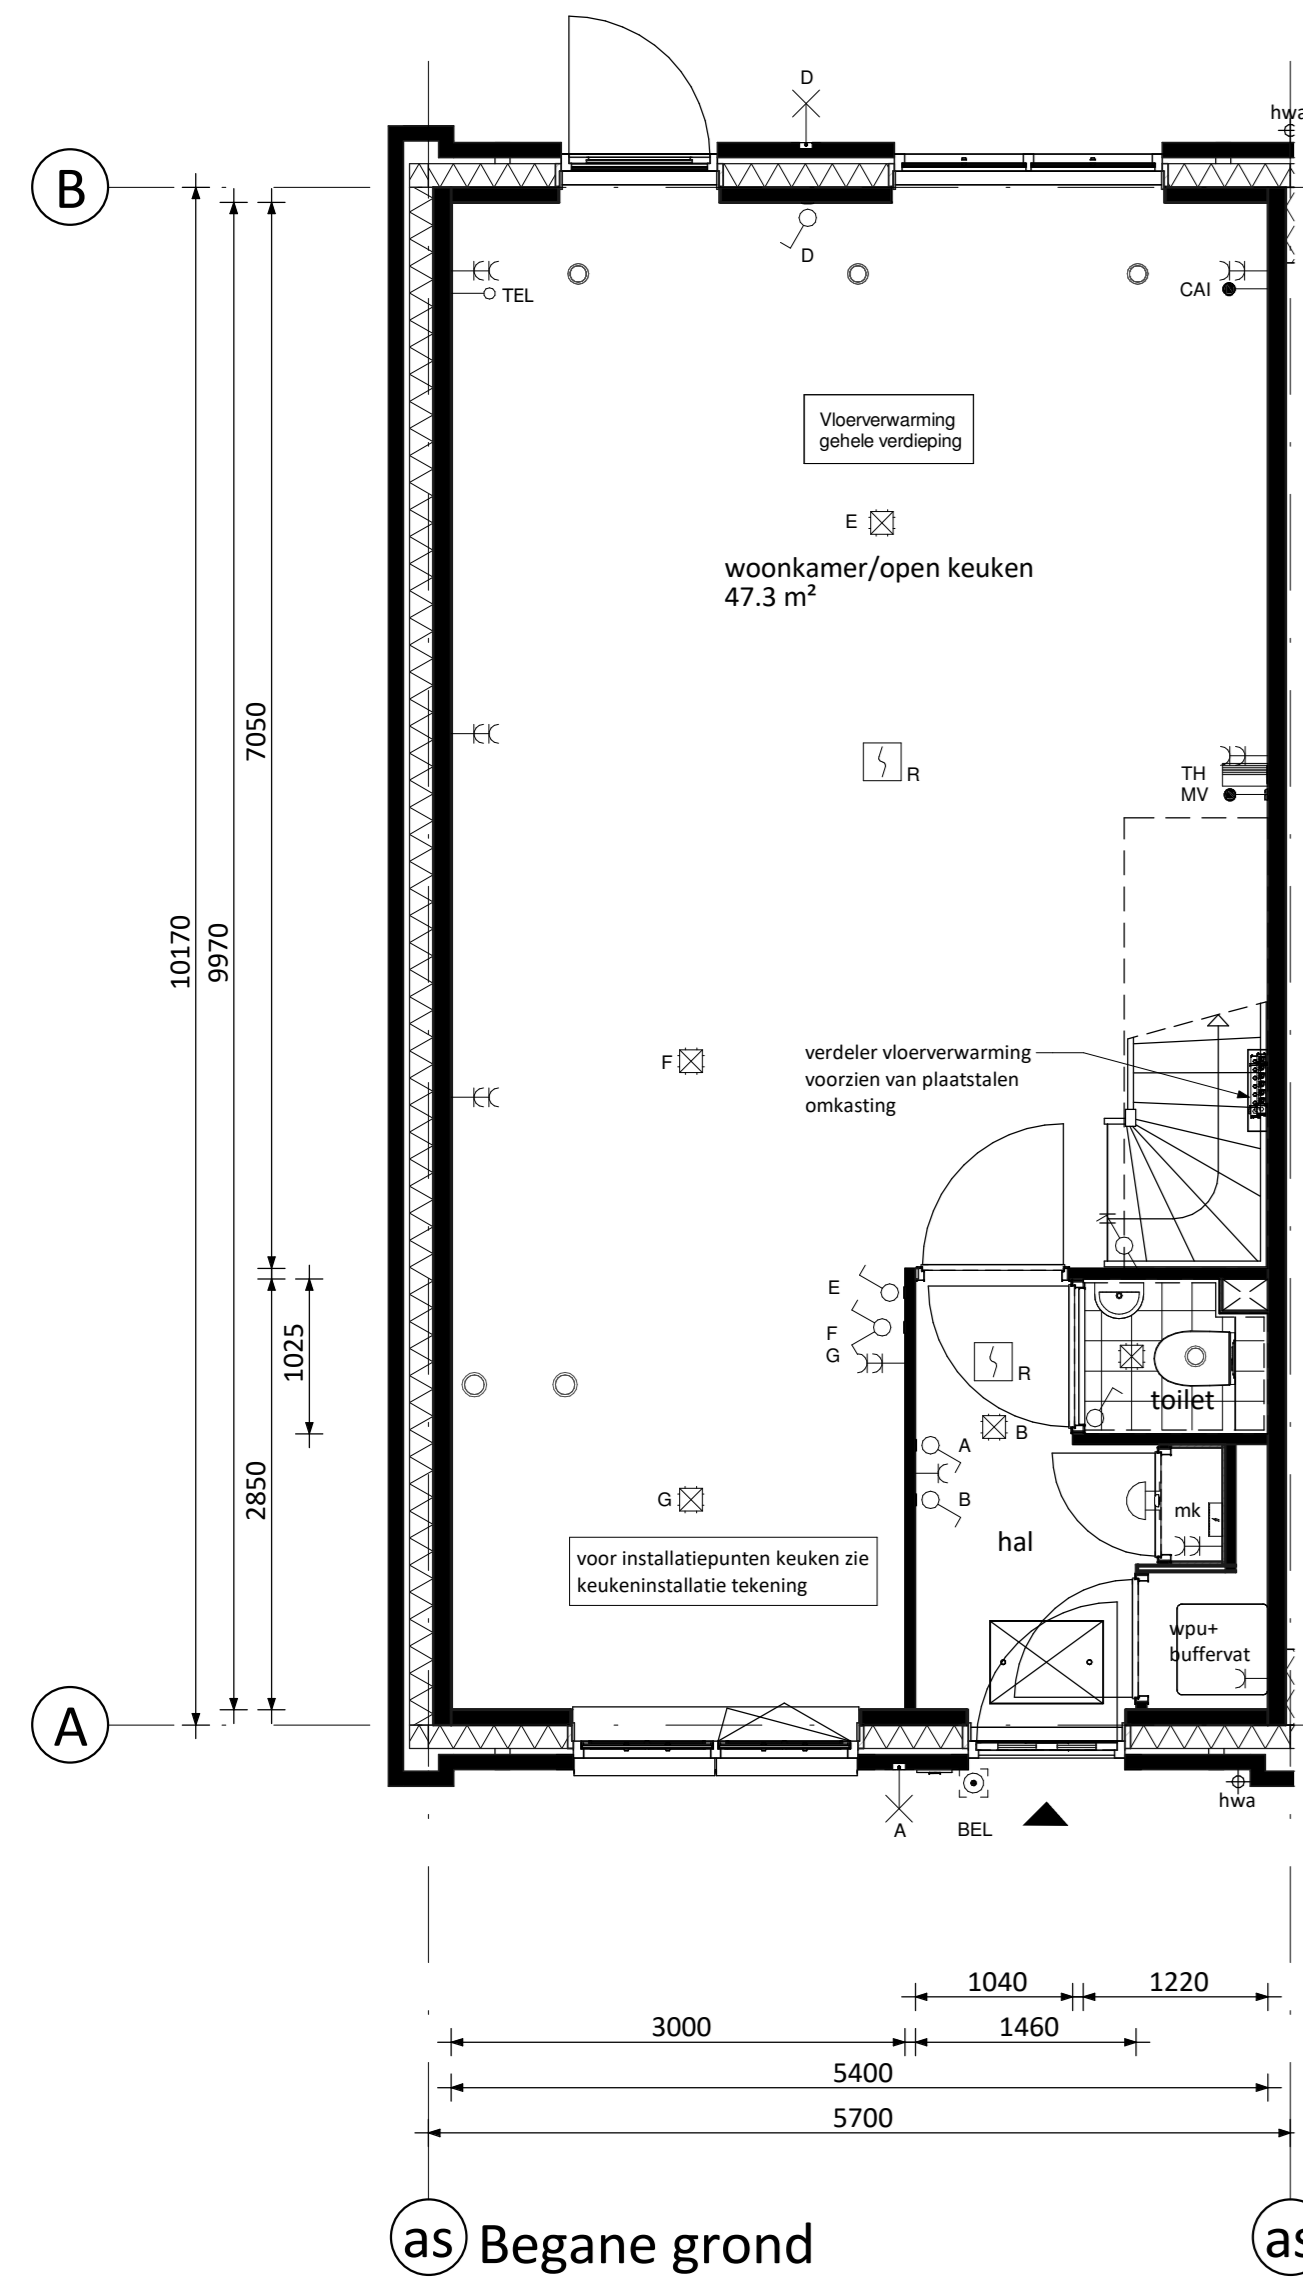 D
hwa
B
D
TEL
CAI
Vloerverwarming
gehele verdieping
E
woonkamer/open keuken
47.3 m²
7050
R
TH
MV
10170
9970
F
verdeler vloerverwarming
voorzien van plaatstalen
omkasting
E
F
G
1025
R
toilet
B
A
2850
G
B
mk
hal
voor installatiepunten keuken zie
keukeninstallatie tekening
wpu+
buffervat
A
hwa
A
BEL
1040
1220
3000
1460
5400
5700
as
Begane grond
as